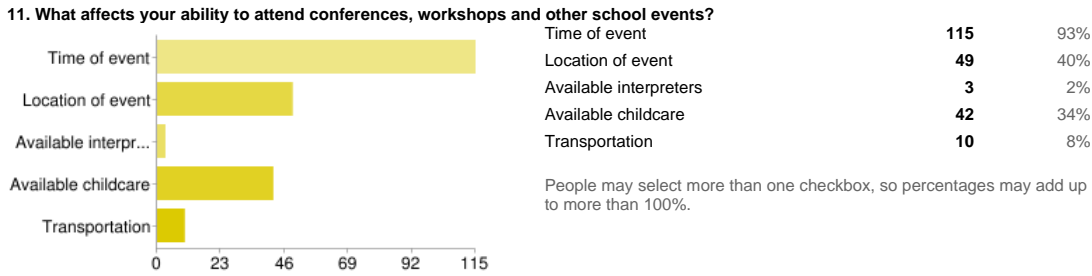 11. What affects your ability to attend conferences, workshops and other school events?
Time of event
Location of event
Available interpr...
Available childcare
Transportation
0 23 46 69 92 115
Time of event 115 93%
Location of event 49 40%
Available interpreters 3 2%
Available childcare 42 34%
Transportation 10 8%
People may select more than one checkbox, so percentages may add up
to more than 100%.